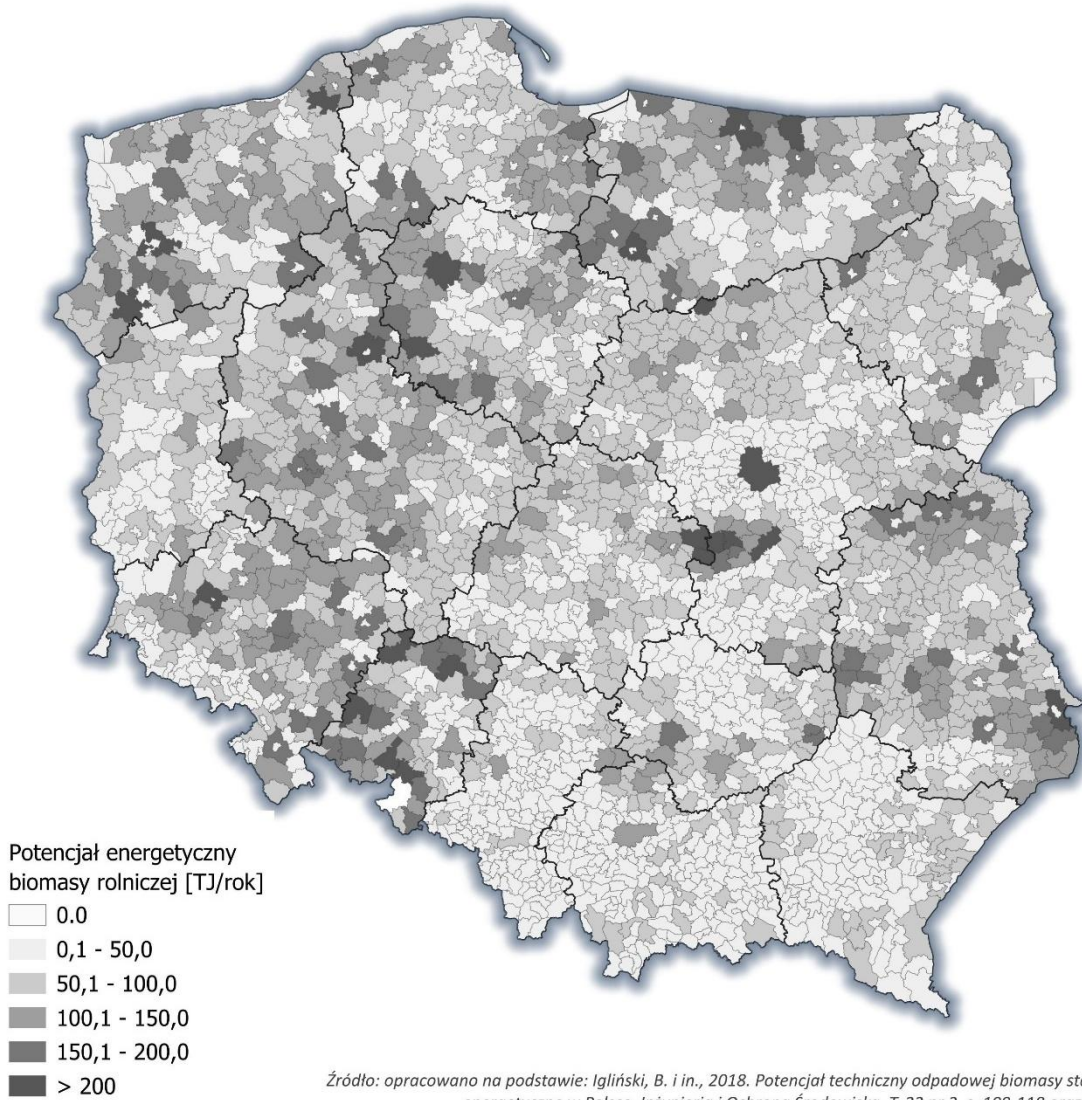 Potencjał energetyczny
biomasy rolniczej [TJ/rok]
0.0
0,1 - 50,0
50,1 - 100,0
100,1 - 150,0
150,1 - 200,0
> 200
Źródło: opracowano na podstawie: Igliński, B. i in., 2018. Potencjał techniczny odpadowej biomasy